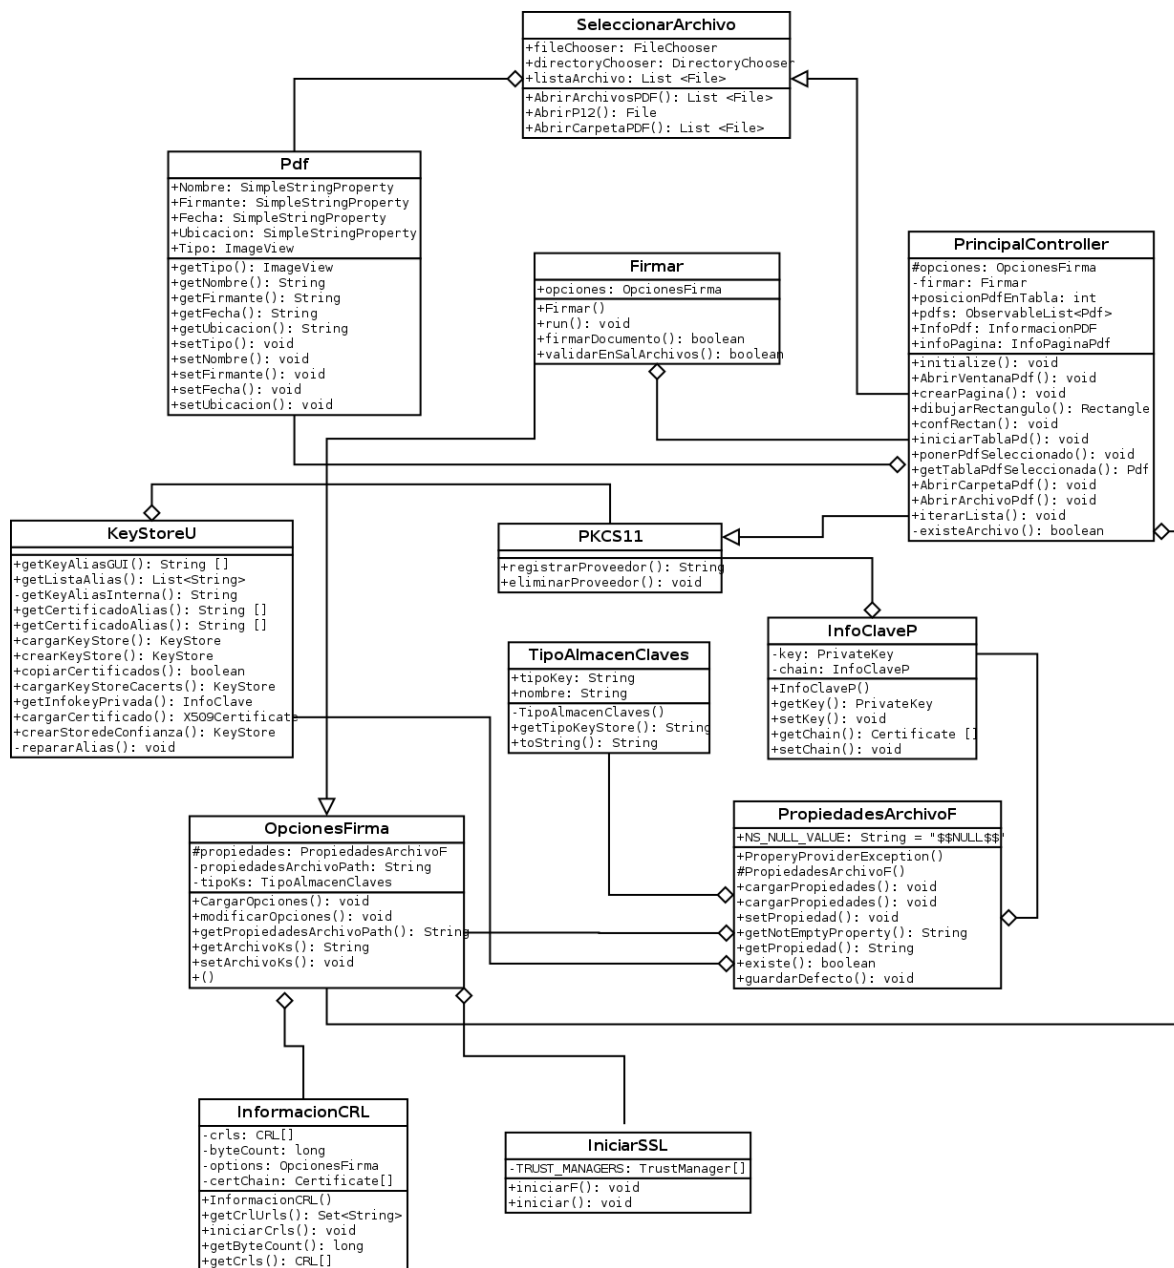 SeleccionarArchivo
+fileChooser: FileChooser
+directoryChooser: DirectoryChooser
+listaArchivo: List <File>
+AbrirArchivosPDF(): List <File>
+AbrirP12(): File
+AbrirCarpetaPDF(): List <File>
Pdf
+Nombre: SimpleStringProperty
+Firmante: SimpleStringProperty
+Fecha: SimpleStringProperty
+Ubicacion: SimpleStringProperty
+Tipo: ImageView
+getTipo(): ImageView
+getNombre(): String
+getFirmante(): String
+getFecha(): String
+getUbicacion(): String
+setTipo(): void
+setNombre(): void
+setFirmante(): void
+setFecha(): void
+setUbicacion(): void
Firmar
+opciones: OpcionesFirma
+Firmar()
+run(): void
+firmarDocumento(): boolean
+validarEnSalArchivos(): boolean
PrincipalController
#opciones: OpcionesFirma
-firmar: Firmar
+posicionPdfEnTabla: int
+pdfs: ObservableList<Pdf>
+InfoPdf: InformacionPDF
+infoPagina: InfoPaginaPdf
+initialize(): void
+AbrirVentanaPdf(): void
+crearPagina(): void
+dibujarRectangulo(): Rectangle
+confRectan(): void
+iniciarTablaPd(): void
+ponerPdfSeleccionado(): void
+getTablaPdfSeleccionada(): Pdf
+AbrirCarpetaPdf(): void
+AbrirArchivoPdf(): void
+iterarLista(): void
-existeArchivo(): boolean
KeyStoreU
+getKeyAliasGUI(): String []
+getListaAlias(): List<String>
-getKeyAliasInterna(): String
+getCertificadoAlias(): String []
+getCertificadoAlias(): String []
+cargarKeyStore(): KeyStore
+crearKeyStore(): KeyStore
+copiarCertificados(): boolean
+cargarKeyStoreCacerts(): KeyStore
+getInfokeyPrivada(): InfoClave
+cargarCertificado(): X509Certificate
+crearStoredeConfianza(): KeyStore
-repararAlias(): void
PKCS11
+registrarProveedor(): String
+eliminarProveedor(): void
InfoClaveP
-key: PrivateKey
-chain: InfoClaveP
+InfoClaveP()
+getKey(): PrivateKey
+setKey(): void
+getChain(): Certificate []
+setChain(): void
TipoAlmacenClaves
+tipoKey: String
+nombre: String
-TipoAlmacenClaves()
+getTipoKeyStore(): String
+toString(): String
OpcionesFirma
#propiedades: PropiedadesArchivoF
-propiedadesArchivoPath: String
-tipoKs: TipoAlmacenClaves
+CargarOpciones(): void
+modificarOpciones(): void
+getPropiedadesArchivoPath(): String
+getArchivoKs(): String
+setArchivoKs(): void
+()
PropiedadesArchivoF
+NS_NULL_VALUE: String = "$$NULL$$"
+ProperyProviderException()
#PropiedadesArchivoF()
+cargarPropiedades(): void
+cargarPropiedades(): void
+setPropiedad(): void
+getNotEmptyProperty(): String
+getPropiedad(): String
+existe(): boolean
+guardarDefecto(): void
InformacionCRL
-crls: CRL[]
-byteCount: long
-options: OpcionesFirma
-certChain: Certificate[]
+InformacionCRL()
+getCrlUrls(): Set<String>
+iniciarCrls(): void
+getByteCount(): long
+getCrls(): CRL[]
IniciarSSL
-TRUST_MANAGERS: TrustManager[]
+iniciarF(): void
+iniciar(): void